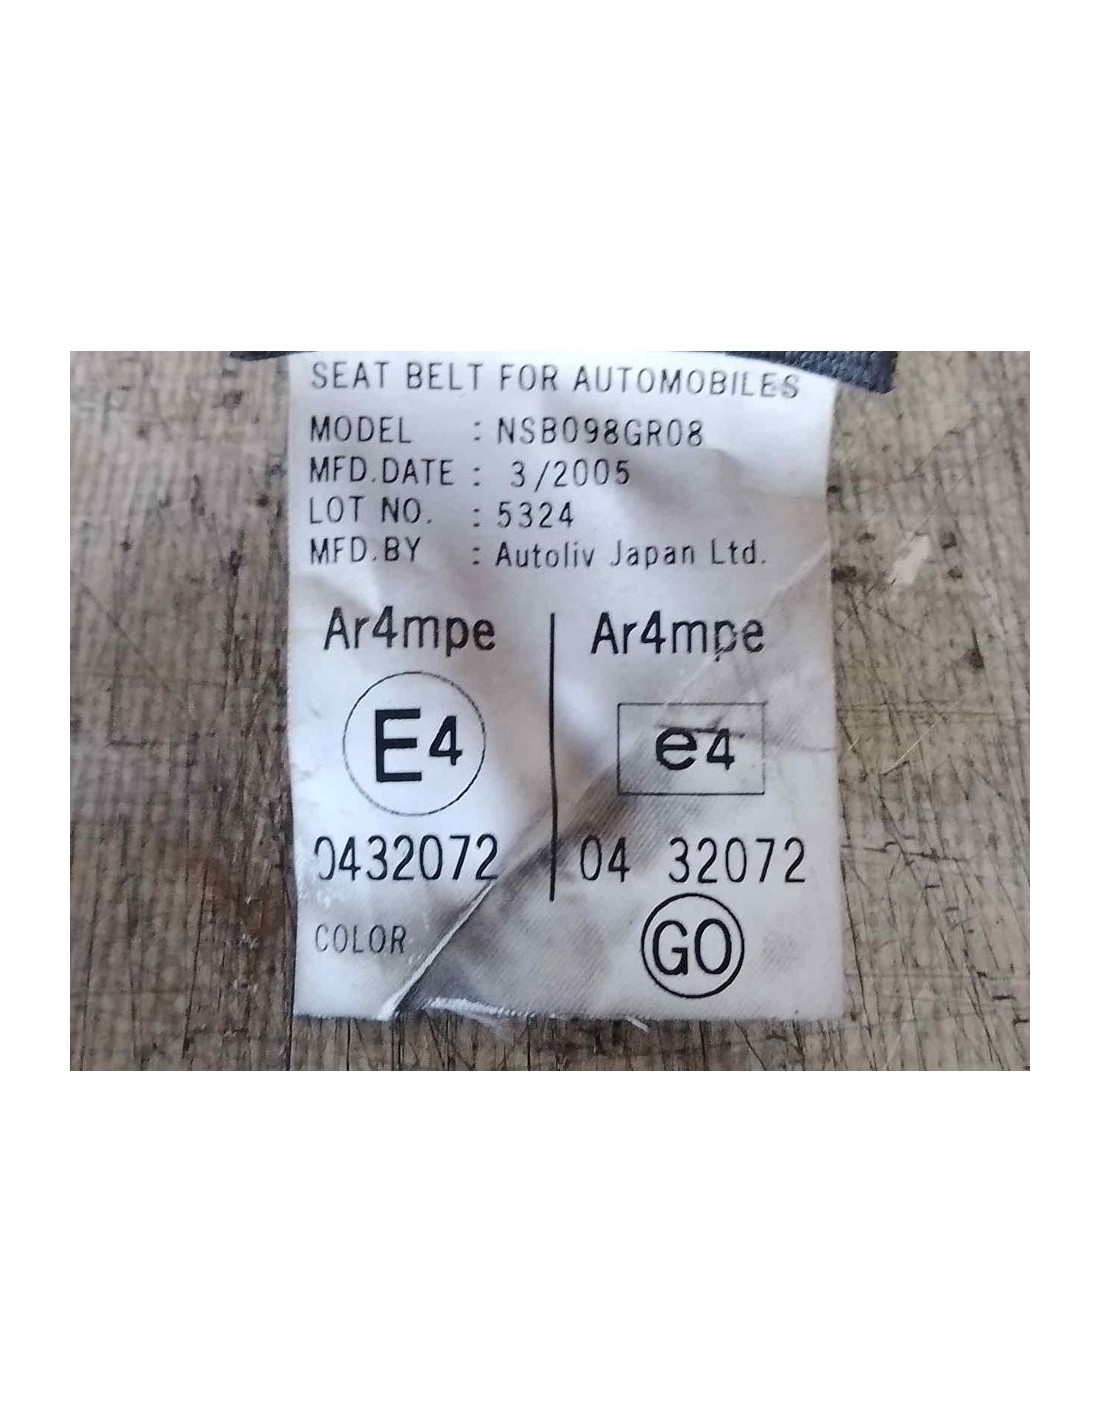 SEAT BELT FOR AUTOMOBILES
MODEL : NSB098GR08
MFD.DATE : 3/2005
LOT NO. : 5324
MFD.BY : Autoliv Japan Ltd.
Ar4mpe
E4
0432072
COLOR
Ar4mpe
e4
04 32072
GO